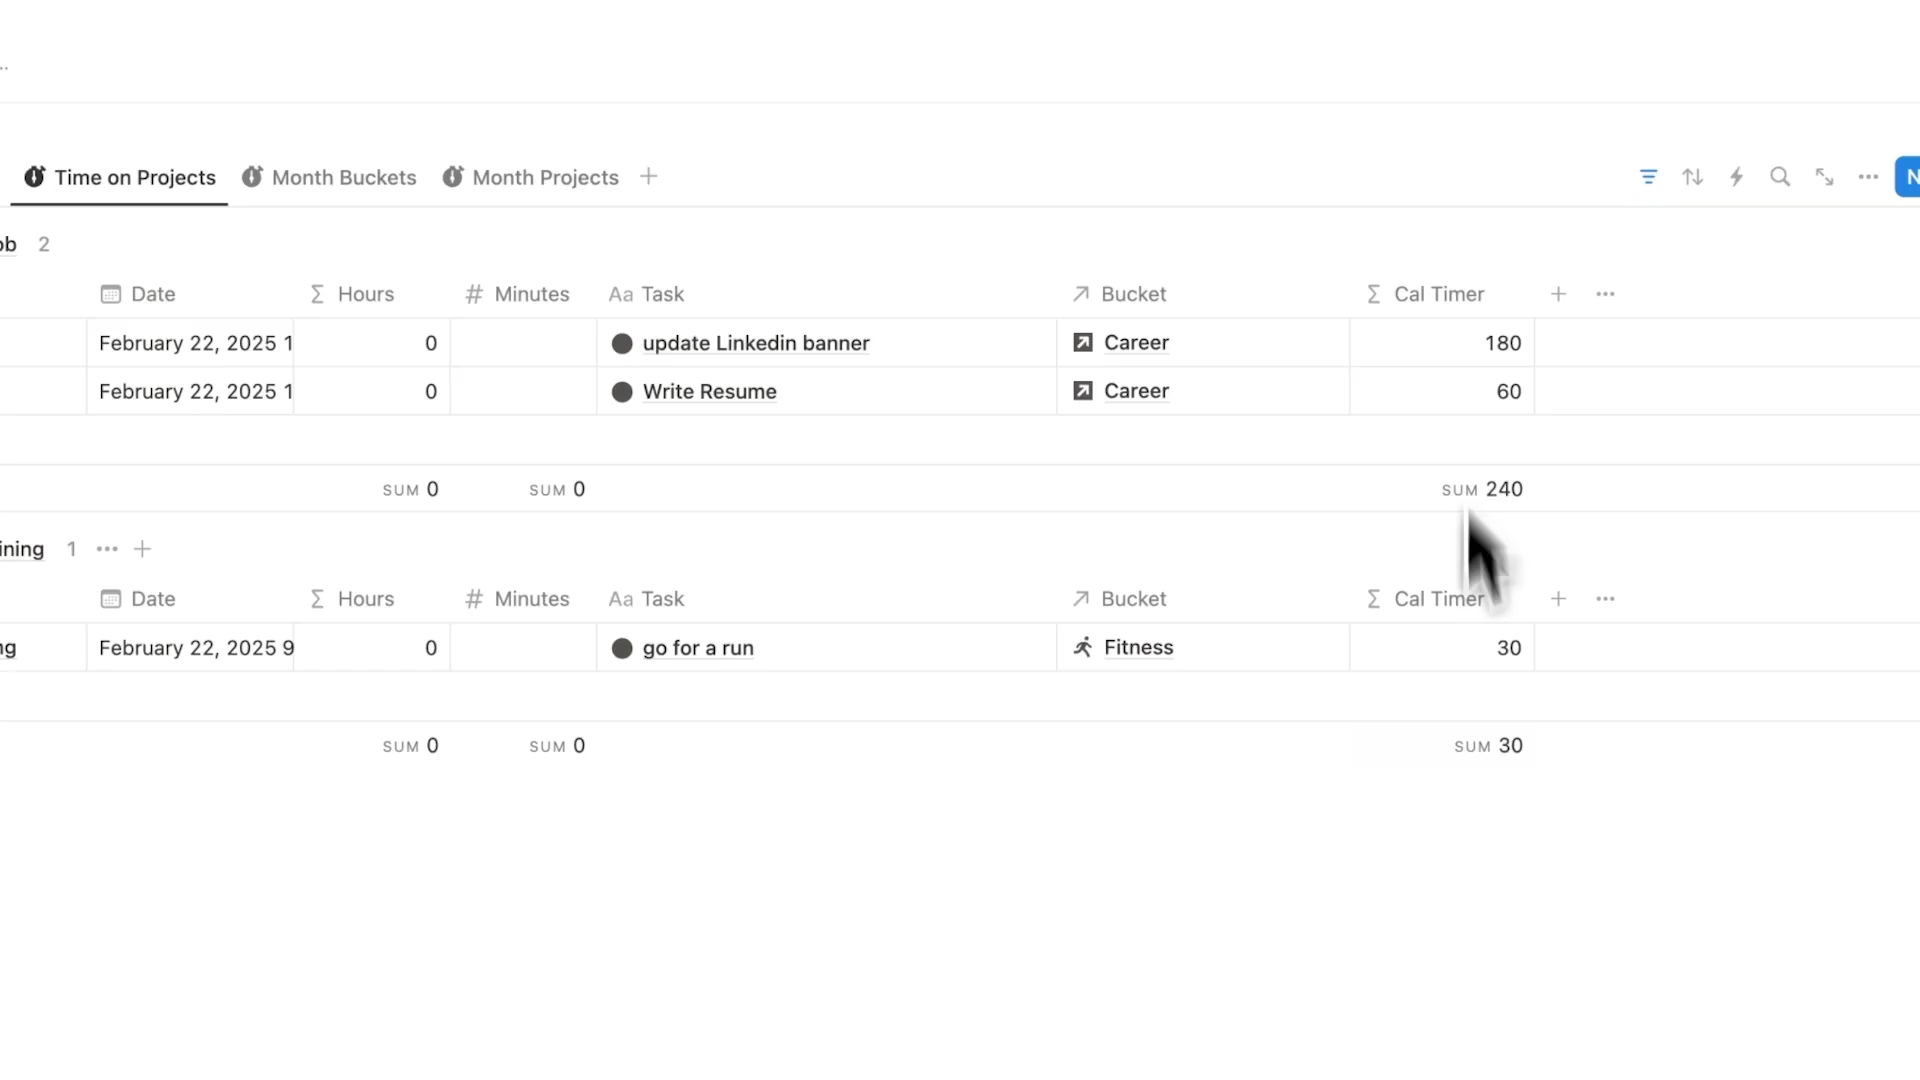 Time on Projects Month Buckets Month Projects
ob 2
Date Hours Minutes Task Bucket Cal Timer
February 22, 2025 1 0 update Linkedin banner Career 180
February 22, 2025 1 0 Write Resume Career 60
SUM 0 SUM 0 SUM 240
ining 1
Date Hours Minutes Task Bucket Cal Timer
ng February 22, 2025 9 0 go for a run Fitness 30
SUM 0 SUM 0 SUM 30